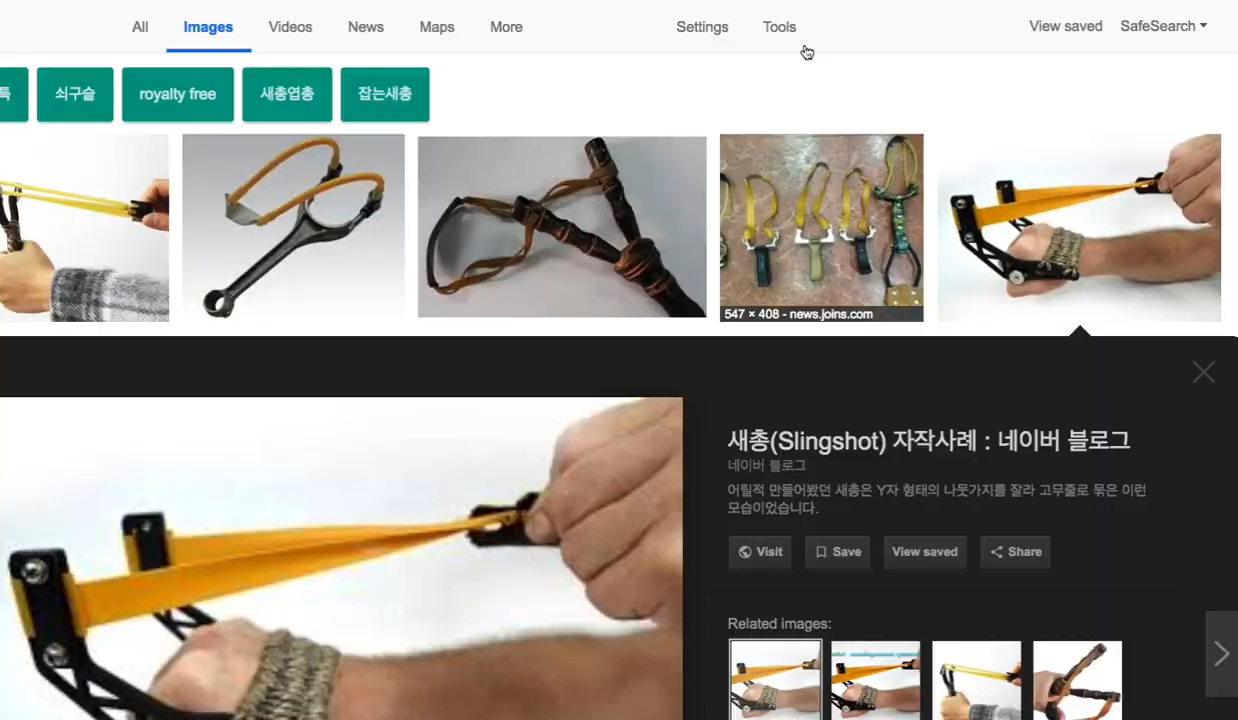 All Images Videos News Maps More Settings Tools View saved SafeSearch
특 쇠구슬 royalty free 새총엽총 잡는새총
547 × 408 - news.joins.com
새총(Slingshot) 자작사례 : 네이버 블로그
네이버 블로그
어릴적 만들어봤던 새총은 Y자 형태의 나뭇가지를 잘라 고무줄로 묶은 이런
모습이었습니다.
Visit Save View saved Share
Related images: